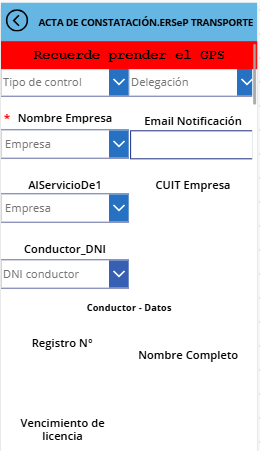 ACTA DE CONSTATACIÓN.ERSeP TRANSPORTE
Recuerde prender el GPS
Tipo de control
Delegación
* Nombre Empresa
Email Notificación
Empresa
AlServicioDe1
CUIT Empresa
Empresa
Conductor_DNI
DNI conductor
Conductor - Datos
Registro N°
Nombre Completo
Vencimiento de
licencia